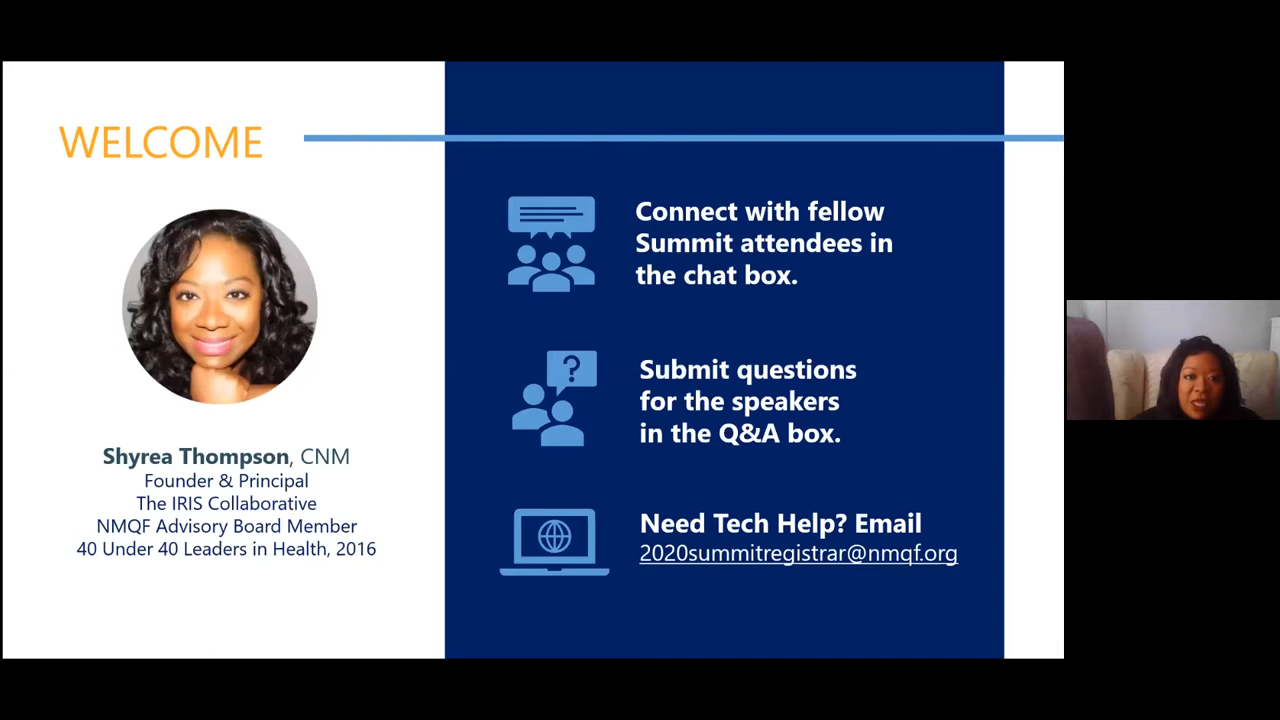 WELCOME
Shyrea Thompson, CNM
Founder & Principal
The IRIS Collaborative
NMQF Advisory Board Member
40 Under 40 Leaders in Health, 2016
Connect with fellow
Summit attendees in
the chat box.
?
Submit questions
for the speakers
in the Q&A box.
Need Tech Help? Email
2020summitregistrar@nmqf.org